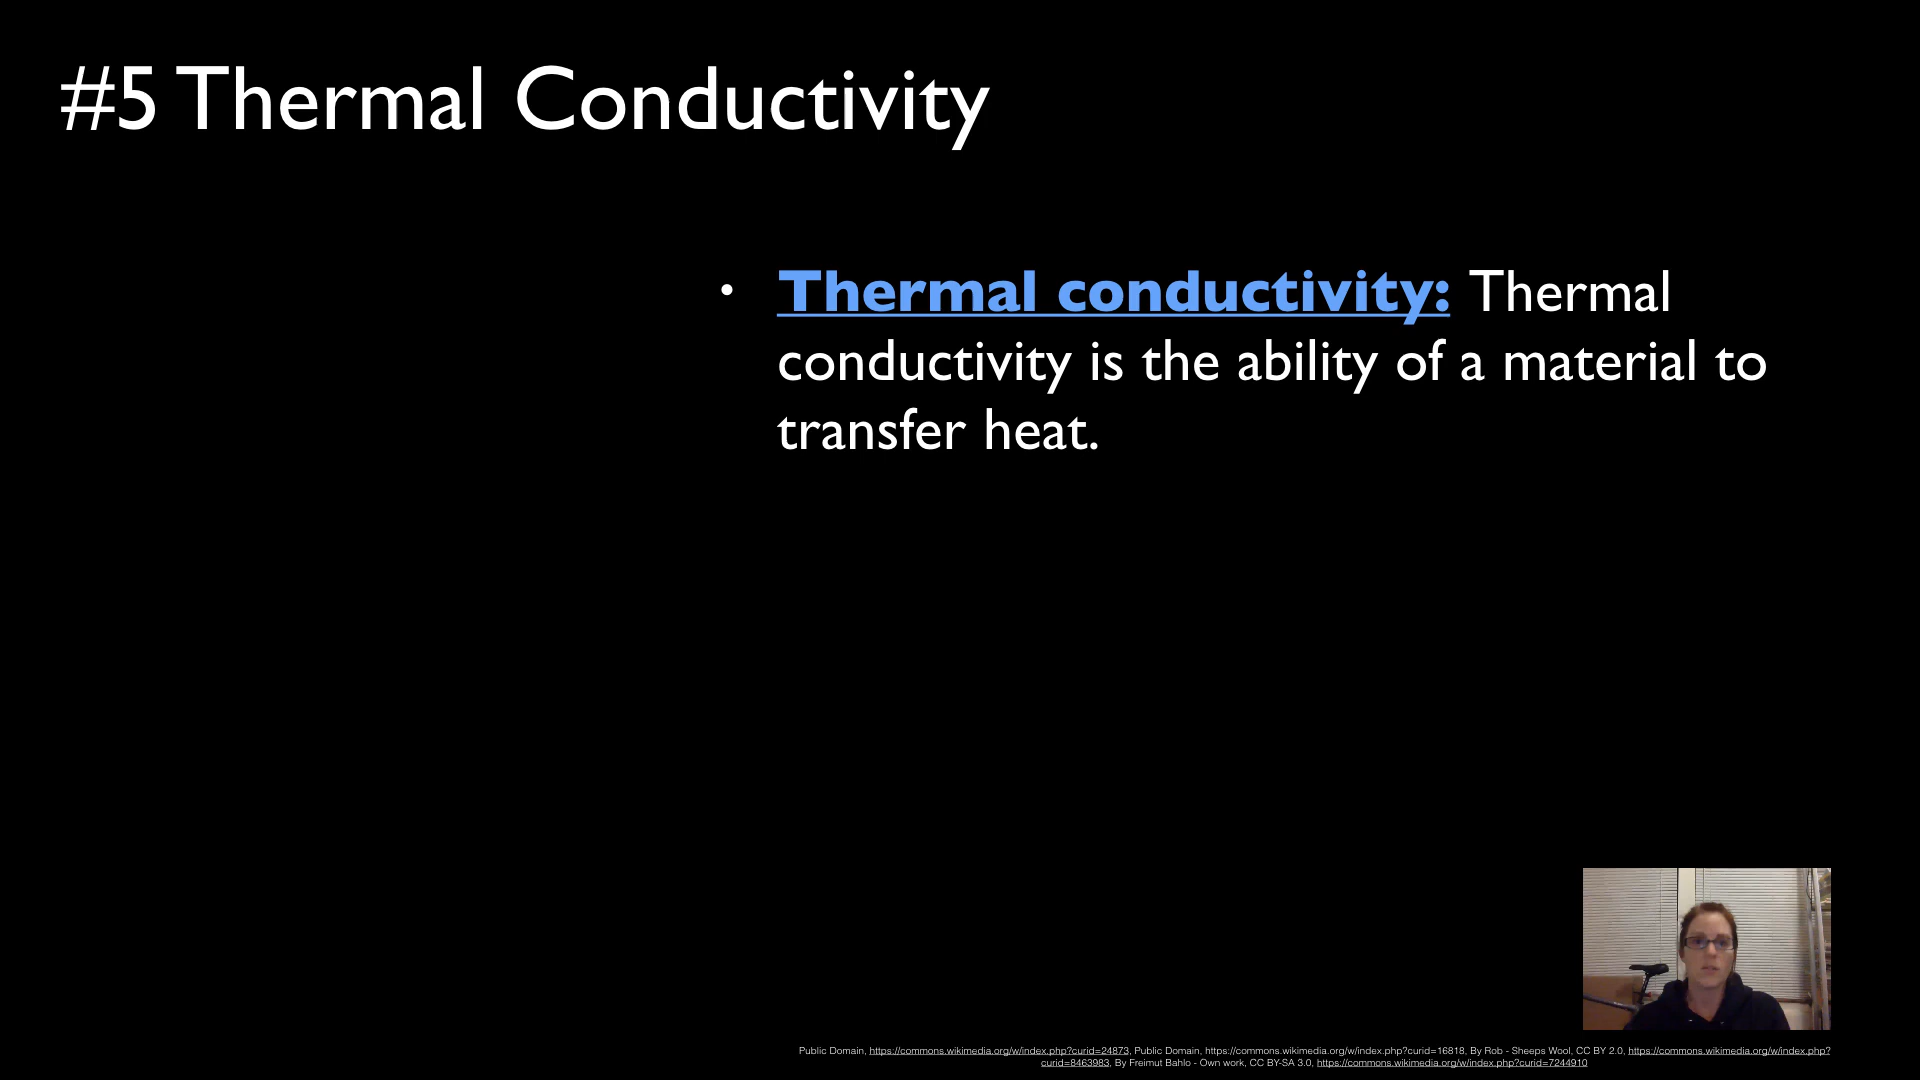 #5 Thermal Conductivity
• Thermal conductivity: Thermal
conductivity is the ability of a material to
transfer heat.
Public Domain, https://commons.wikimedia.org/w/index.php?curid=24873, Public Domain, https://commons.wikimedia.org/w/index.php?curid=16818, By Rob - Sheeps Wool, CC BY 2.0, https://commons.wikimedia.org/w/index.php?
curid=8463983, By Freimut Bahlo - Own work, CC BY-SA 3.0, https://commons.wikimedia.org/w/index.php?curid=7244910